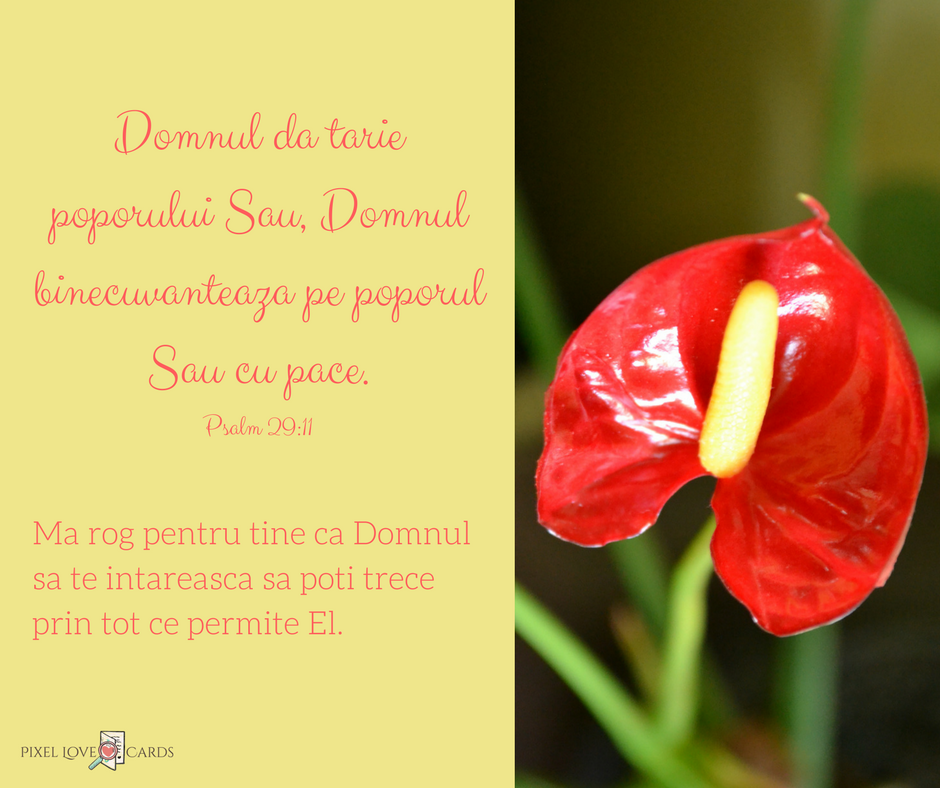 Domnul da tarie
poporului Sau, Domnul
binecuvanteaza pe poporul
Sau cu pace.
Psalm 29:11
Ma rog pentru tine ca Domnul
sa te intareasca sa poti trece
prin tot ce permite El.
PIXEL LOVE CARDS